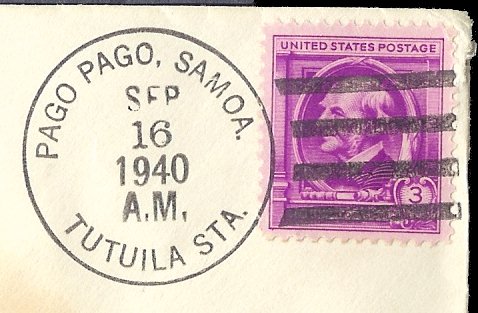 PAGO PAGO, SAMOA.
SEP
16
1940
A.M.
TUTUILA STA.
UNITED STATES POSTAGE
3